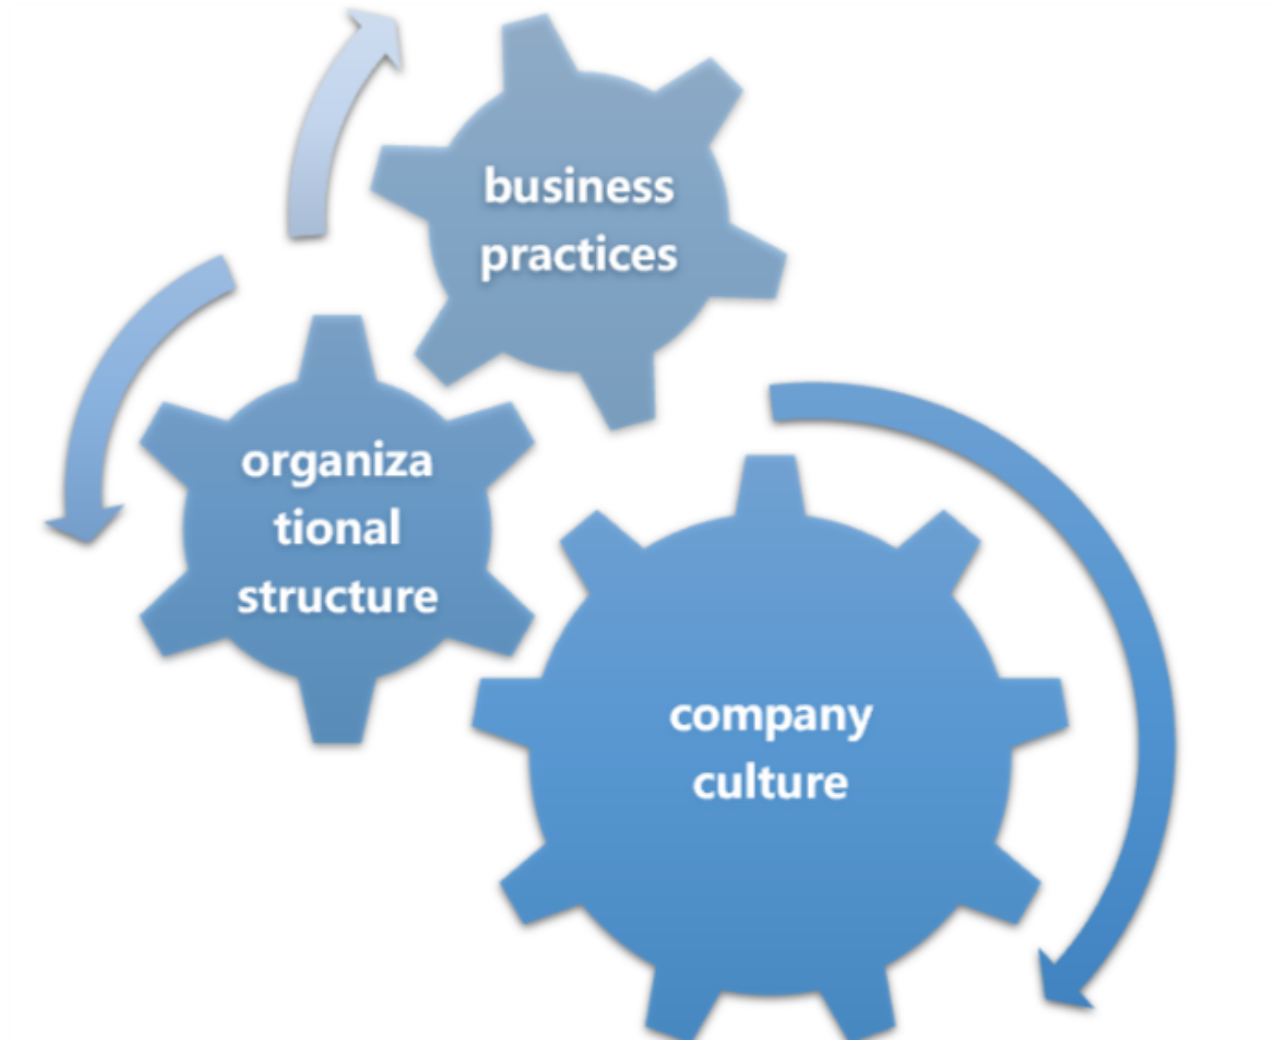 business
practices
organiza
tional
structure
company
culture